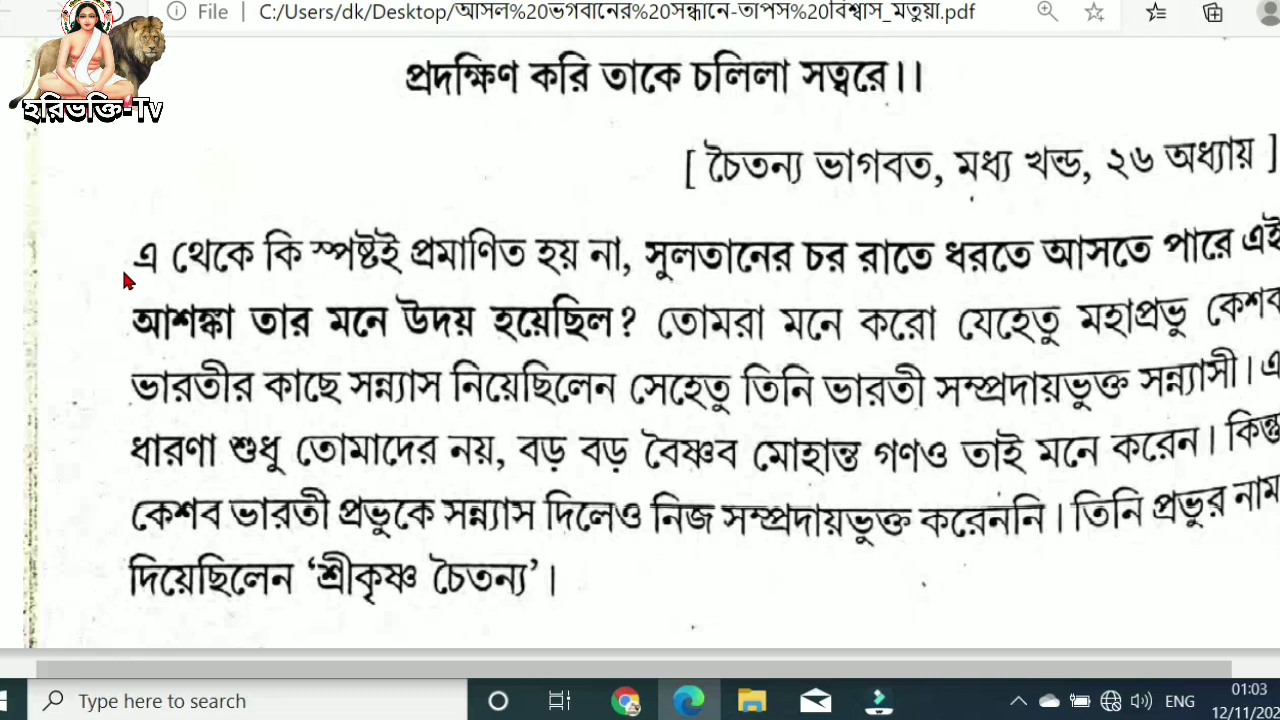 File | C:/Users/dk/Desktop/আসল%20ভগবানের%20সন্ধানে-তাপস%20বিশ্বাস_মতুয়া.pdf
হরিভক্তি-Tv
প্রদক্ষিণ করি তাকে চলিলা সত্বরে।।
[ চৈতন্য ভাগবত, মধ্য খন্ড, ২৬ অধ্যায় ]
এ থেকে কি স্পষ্টই প্রমাণিত হয় না, সুলতানের চর রাতে ধরতে আসতে পারে এই
আশঙ্কা তার মনে উদয় হয়েছিল? তোমরা মনে করো যেহেতু মহাপ্রভু কেশব
ভারতীর কাছে সন্ন্যাস নিয়েছিলেন সেহেতু তিনি ভারতী সম্প্রদায়ভুক্ত সন্ন্যাসী। এ
ধারণা শুধু তোমাদের নয়, বড় বড় বৈষ্ণব মোহান্ত গণও তাই মনে করেন। কিন্তু
কেশব ভারতী প্রভুকে সন্ন্যাস দিলেও নিজ সম্প্রদায়ভুক্ত করেননি। তিনি প্রভুর নাম
দিয়েছিলেন ‘শ্রীকৃষ্ণ চৈতন্য’।
Type here to search
ENG
01:03
12/11/202